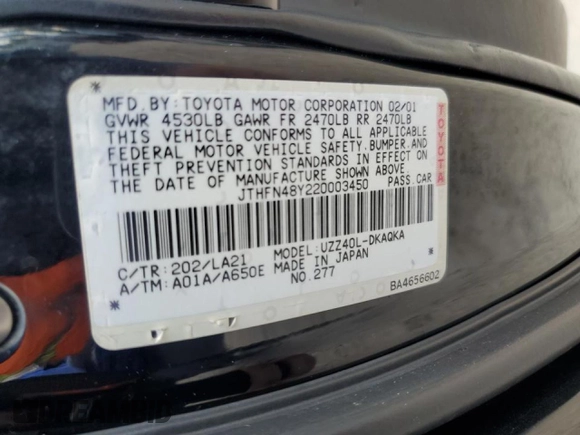 MFD. BY: TOYOTA MOTOR CORPORATION 02/01
GVWR 4530LB GAWR FR 2470LB RR 2470LB
THIS VEHICLE CONFORMS TO ALL APPLICABLE
FEDERAL MOTOR VEHICLE SAFETY, BUMPER, AND
THEFT PREVENTION STANDARDS IN EFFECT ON
THE DATE OF MANUFACTURE SHOWN ABOVE.
JTHFN48Y220003450 PASS. CAR
C/TR: 202/LA21 MODEL: UZZ40L-DKAQKA
A/TM: A01A/A650E MADE IN JAPAN
NO. 277
BA4656602
TOYOTA